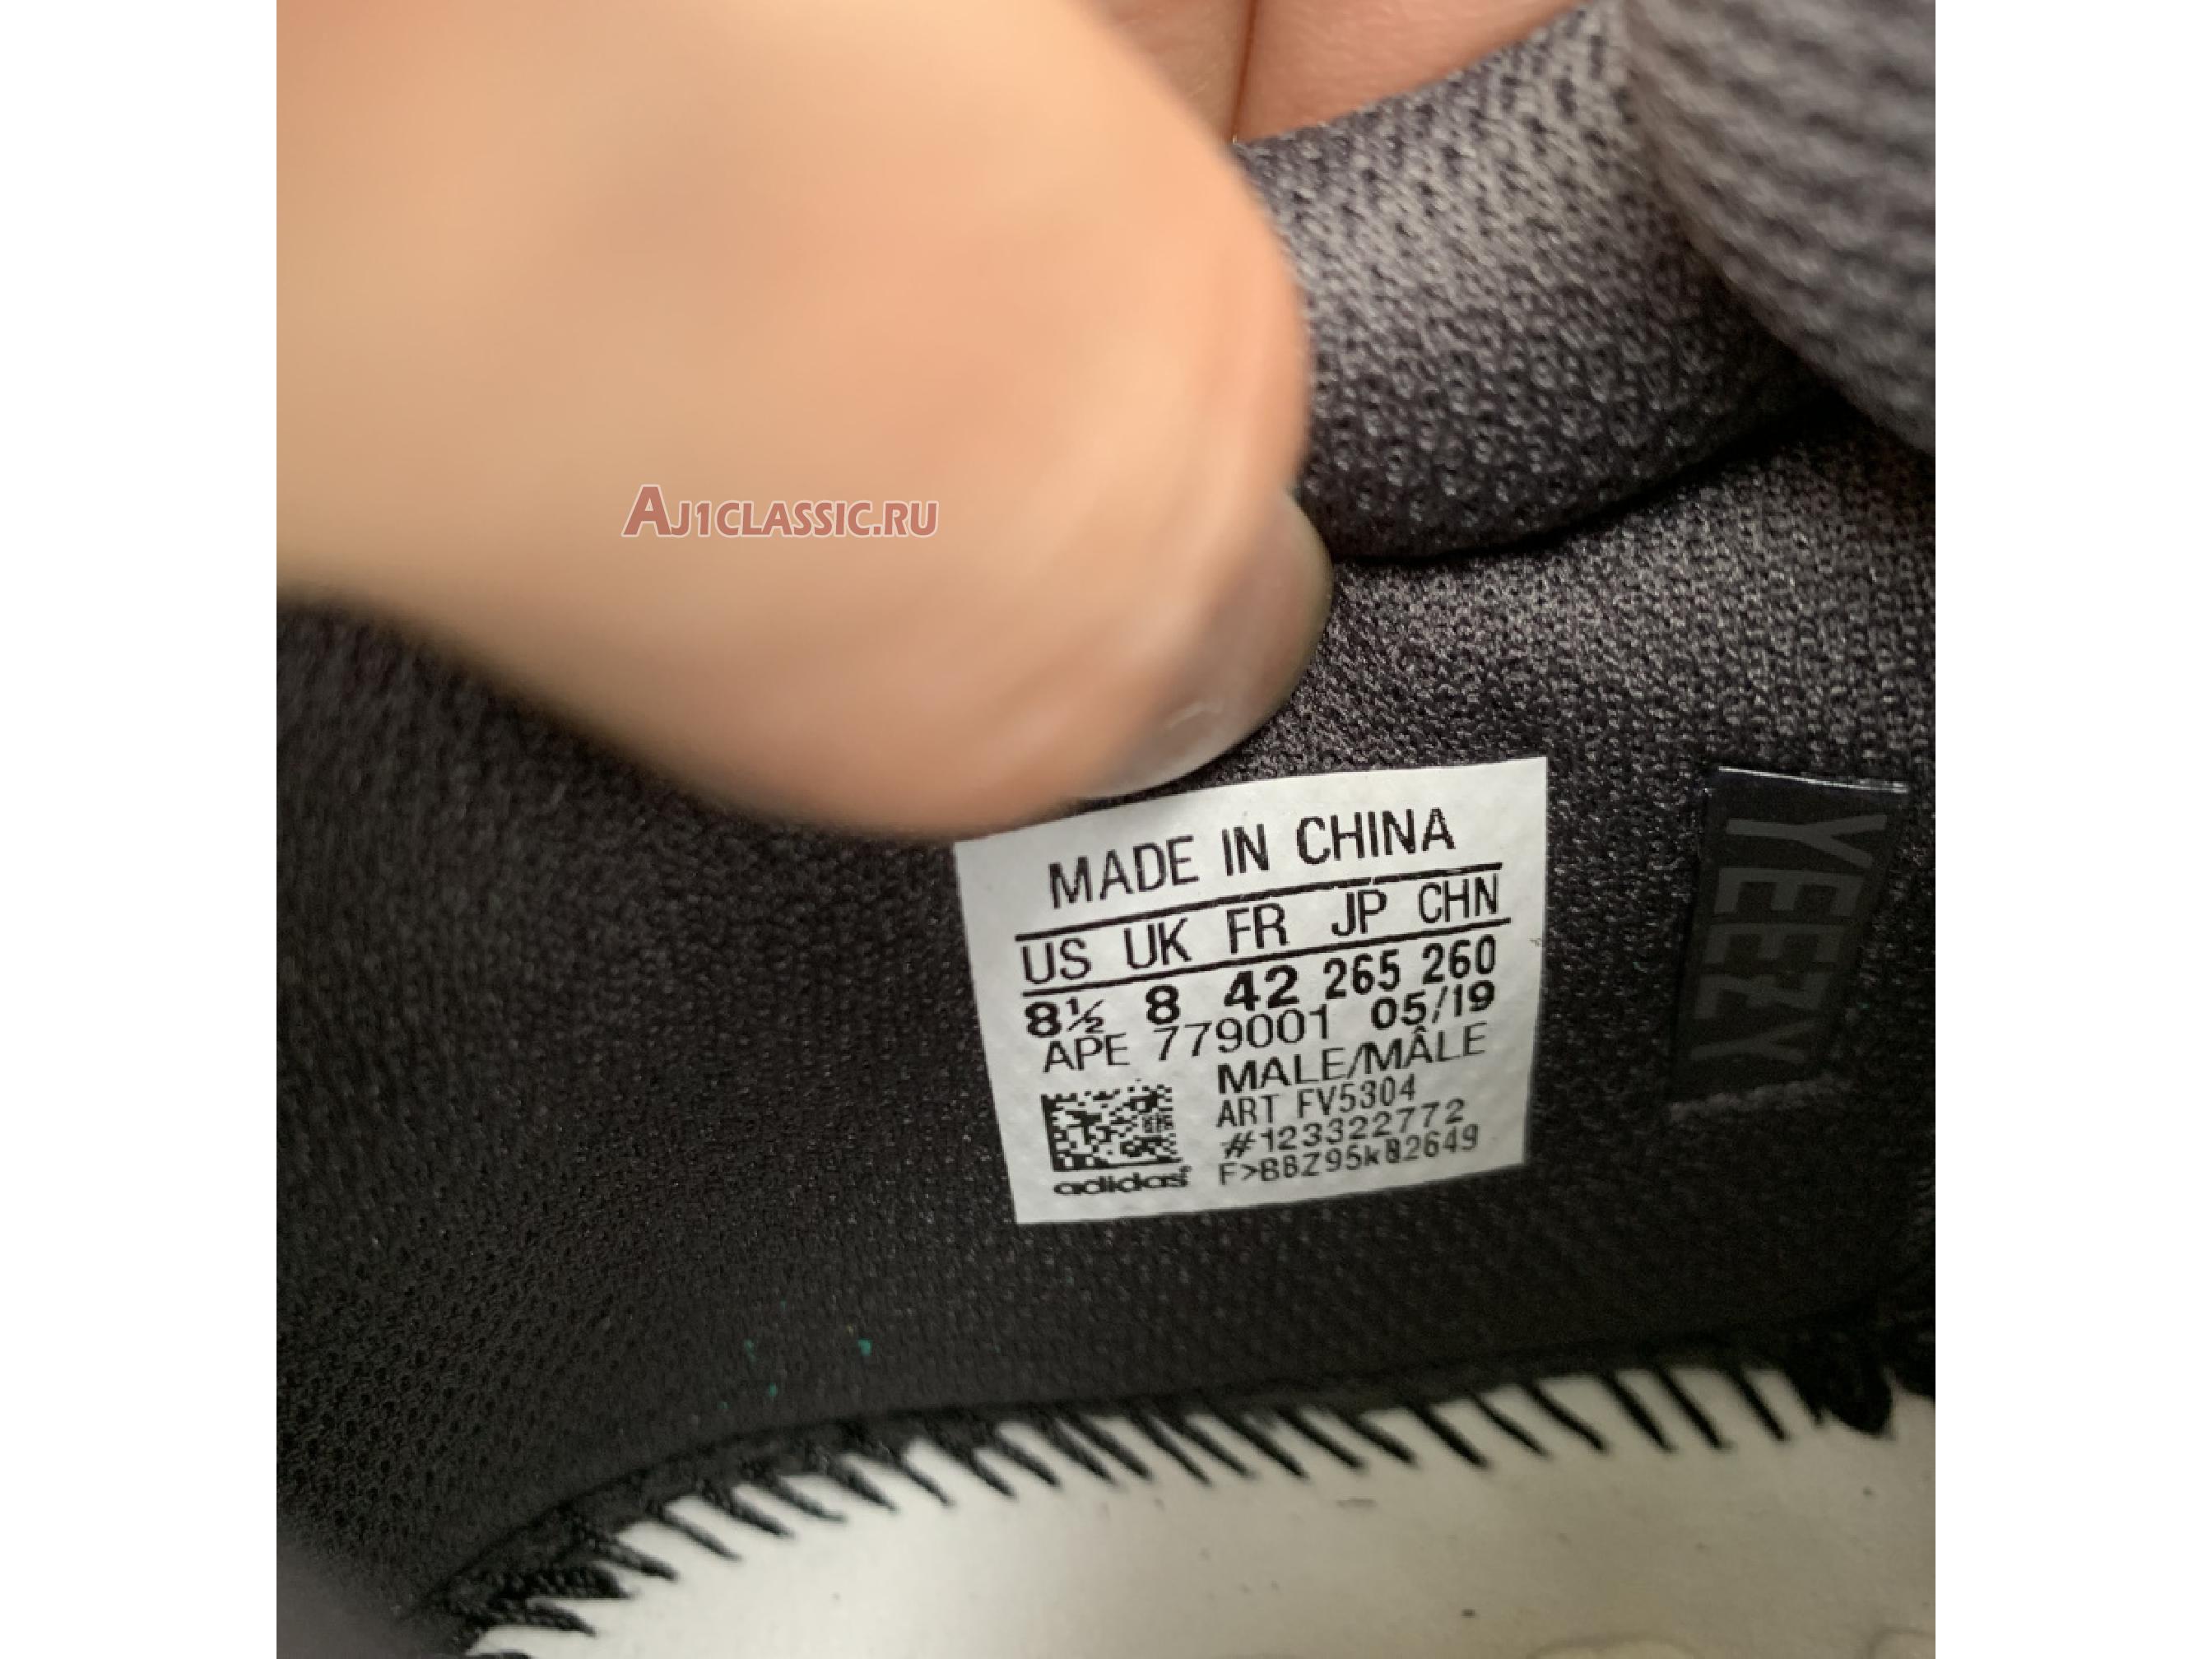 AJ1CLASSIC.RU
MADE IN CHINA
US UK FR JP CHN
8½ 8 42 265 260
APE 779001 05/19
MALE/MÂLE
ART FV5304
#123322772
adidas
YEEZY